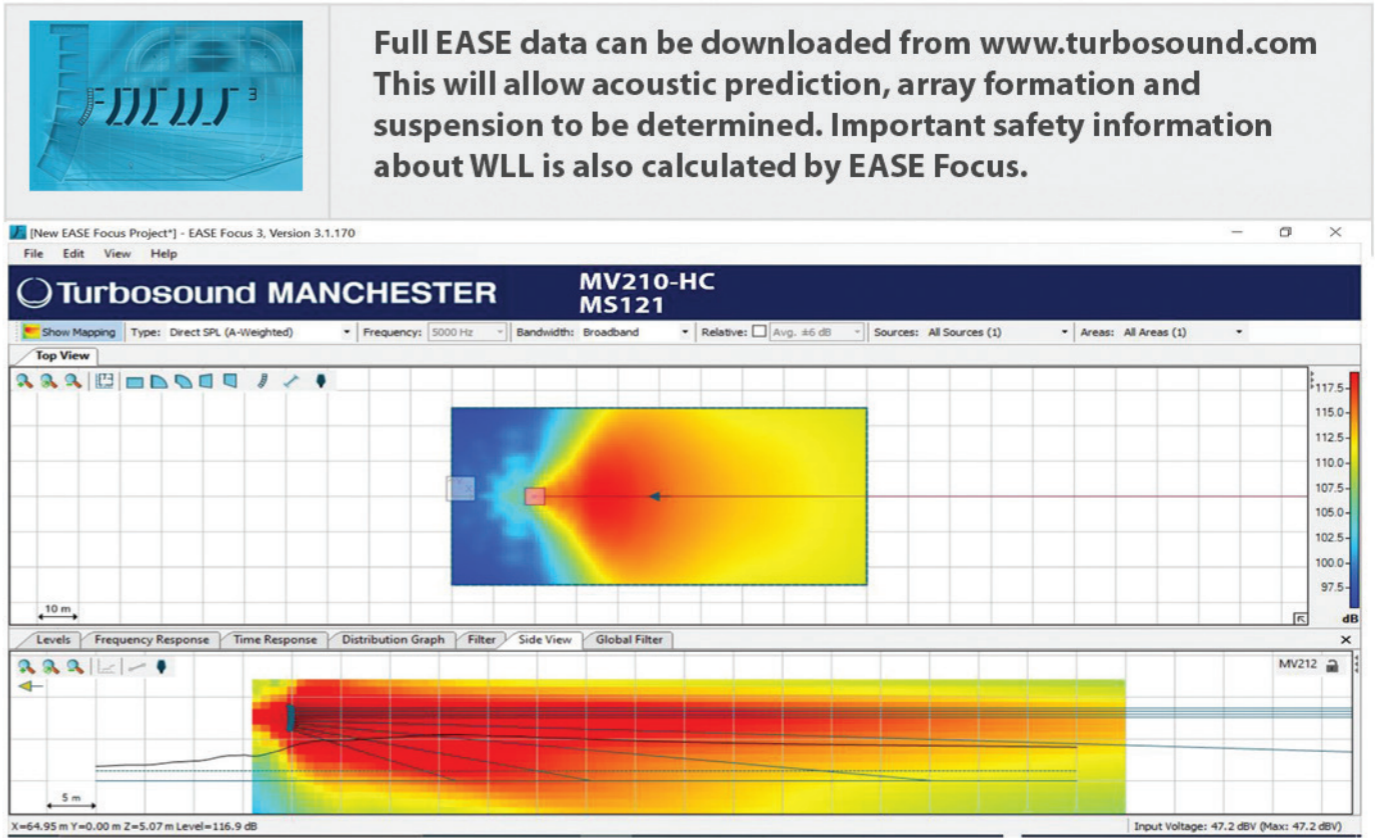 Full EASE data can be downloaded from www.turbosound.com
This will allow acoustic prediction, array formation and
suspension to be determined. Important safety information
about WLL is also calculated by EASE Focus.
[New EASE Focus Project*] - EASE Focus 3, Version 3.1.170
File Edit View Help
Turbosound MANCHESTER
MV210-HC
MS121
Show Mapping Type: Direct SPL (A-Weighted) Frequency: 5000 Hz Bandwidth: Broadband Relative: Avg. ±6 dB Sources: All Sources (1) Areas: All Areas (1)
Top View
117.5
115.0
112.5
110.0
107.5
105.0
102.5
100.0
97.5
dB
10 m
Levels Frequency Response Time Response Distribution Graph Filter Side View Global Filter
MV212
5 m
X=64.95 m Y=0.00 m Z=5.07 m Level=116.9 dB
Input Voltage: 47.2 dBV (Max: 47.2 dBV)